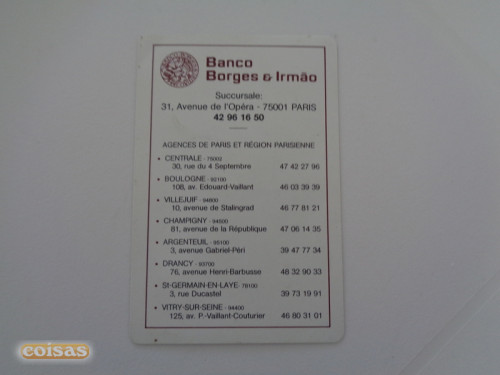 Banco
Borges & Irmão
Succursale:
31, Avenue de l'Opéra - 75001 PARIS
42 96 16 50
AGENCES DE PARIS ET RÉGION PARISIENNE
• CENTRALE - 75002
30, rue du 4 Septembre 47 42 27 96
• BOULOGNE - 92100
108, av. Edouard-Vaillant 46 03 39 39
• VILLEJUIF - 94800
10, avenue de Stalingrad 46 77 81 21
• CHAMPIGNY - 94500
81, avenue de la République 47 06 14 35
• ARGENTEUIL - 95100
3, avenue Gabriel-Péri 39 47 77 34
• DRANCY - 93700
76, avenue Henri-Barbusse 48 32 90 33
• St-GERMAIN-EN-LAYE - 78100
3, rue Ducastel 39 73 19 91
• VITRY-SUR-SEINE - 94400
125, av. P.-Vaillant-Couturier 46 80 31 01
coisas